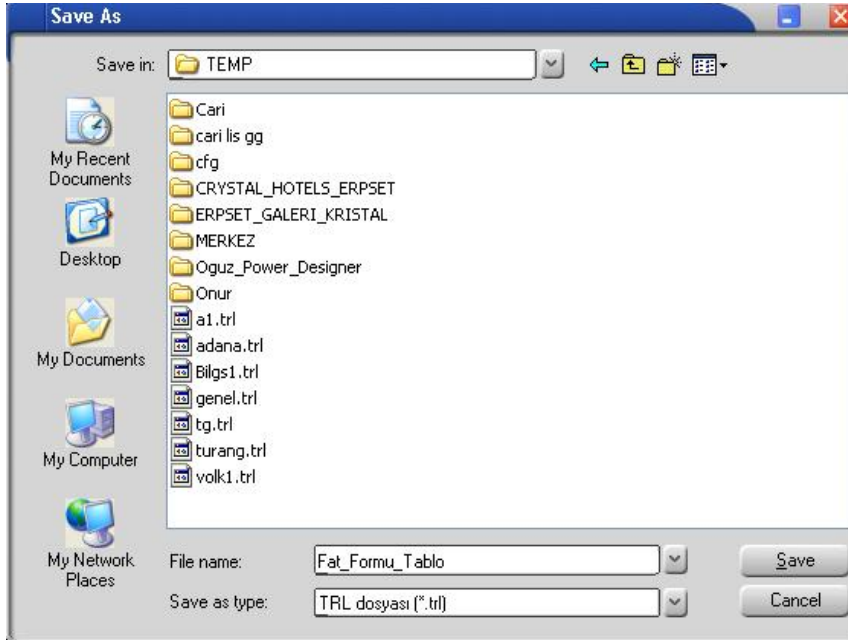 Save As
Save in:
TEMP
My Recent
Documents
Desktop
My Documents
My Computer
My Network
Places
Cari
cari lis gg
cfg
CRYSTAL_HOTELS_ERPSET
ERPSET_GALERI_KRISTAL
MERKEZ
Oguz_Power_Designer
Onur
a1.trl
adana.trl
Bilgs1.trl
genel.trl
tg.trl
turang.trl
volk1.trl
File name:
Fat_Formu_Tablo
Save
Save as type:
TRL dosyası (*.trl)
Cancel